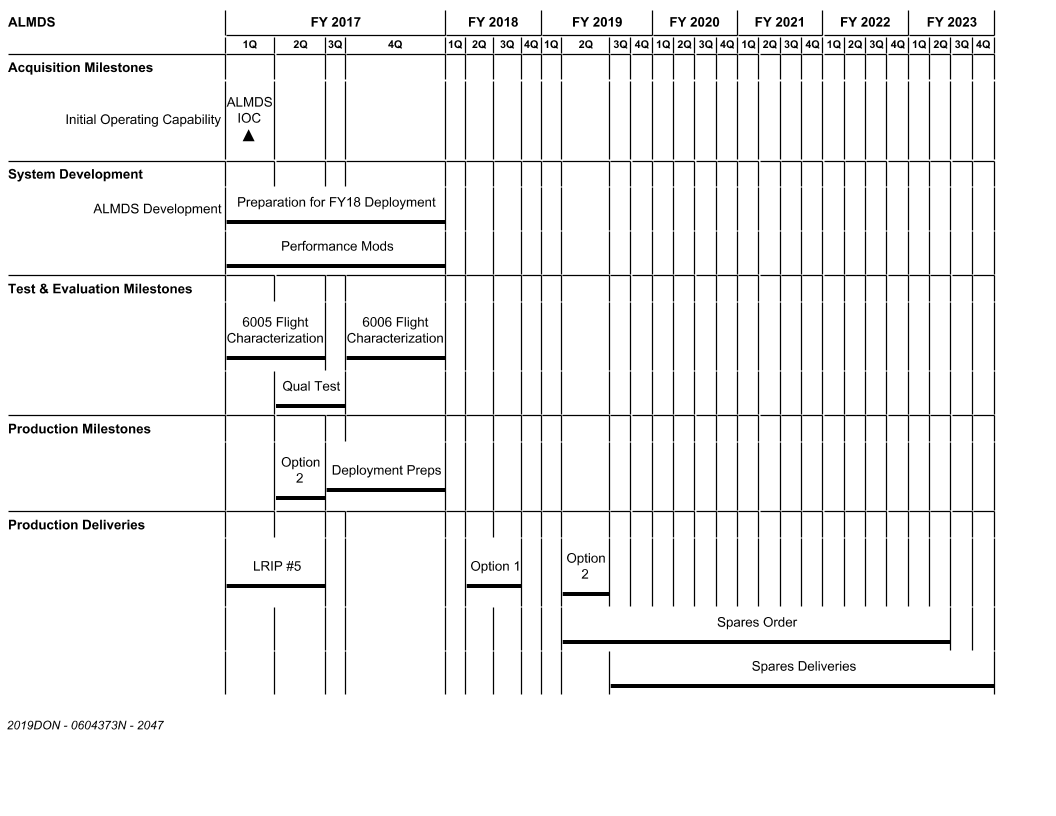 ALMDS FY 2017 FY 2018 FY 2019 FY 2020 FY 2021 FY 2022 FY 2023
1Q 2Q 3Q 4Q 1Q 2Q 3Q 4Q 1Q 2Q 3Q 4Q 1Q 2Q 3Q 4Q 1Q 2Q 3Q 4Q 1Q 2Q 3Q 4Q 1Q 2Q 3Q 4Q
Acquisition Milestones
Initial Operating Capability
ALMDS
IOC
System Development
ALMDS Development
Preparation for FY18 Deployment
Performance Mods
Test & Evaluation Milestones
6005 Flight
Characterization
6006 Flight
Characterization
Qual Test
Production Milestones
Option
2
Deployment Preps
Production Deliveries
LRIP #5
Option 1
Option
2
Spares Order
Spares Deliveries
2019DON - 0604373N - 2047